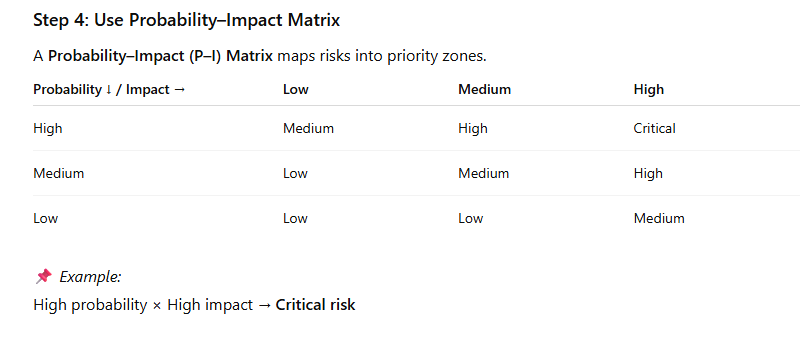 Step 4: Use Probability–Impact Matrix
A Probability–Impact (P–I) Matrix maps risks into priority zones.
Probability ↓ / Impact → Low Medium High
High Medium High Critical
Medium Low Medium High
Low Low Low Medium
📌 Example:
High probability × High impact → Critical risk